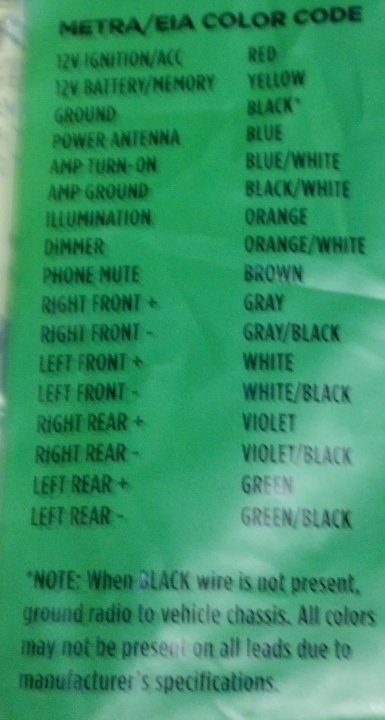 METRA/EIA COLOR CODE
12V IGNITION/ACC RED
12V BATTERY/MEMORY YELLOW
GROUND BLACK*
POWER ANTENNA BLUE
AMP TURN-ON BLUE/WHITE
AMP GROUND BLACK/WHITE
ILLUMINATION ORANGE
DIMMER ORANGE/WHITE
PHONE MUTE BROWN
RIGHT FRONT + GRAY
RIGHT FRONT - GRAY/BLACK
LEFT FRONT + WHITE
LEFT FRONT - WHITE/BLACK
RIGHT REAR + VIOLET
RIGHT REAR - VIOLET/BLACK
LEFT REAR + GREEN
LEFT REAR - GREEN/BLACK
*NOTE: When BLACK wire is not present,
ground radio to vehicle chassis. All colors
may not be present on all leads due to
manufacturer's specifications.